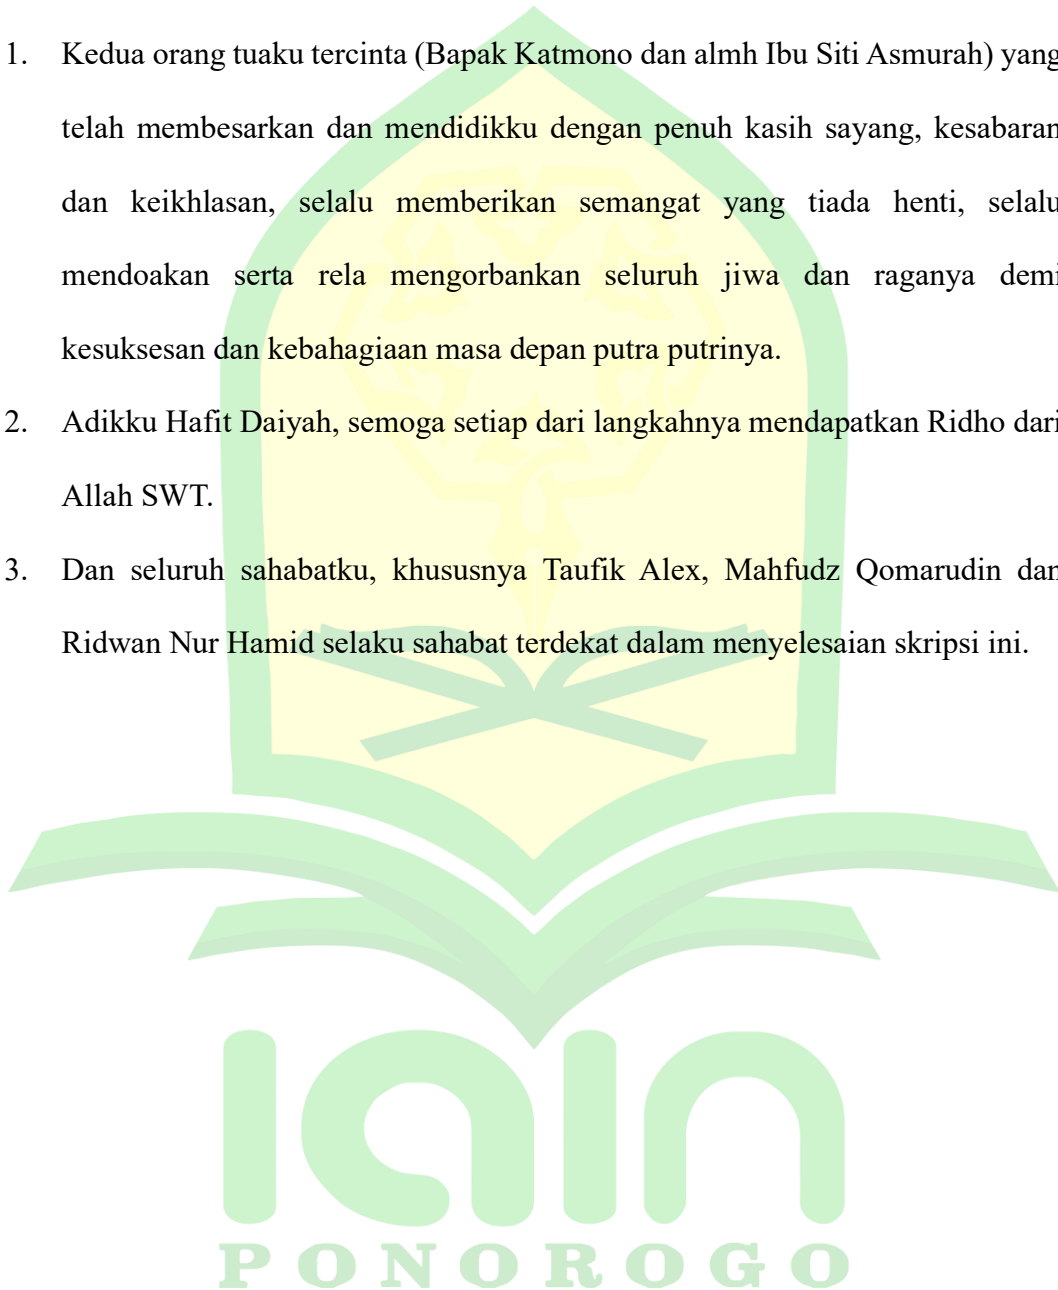 1. Kedua orang tuaku tercinta (Bapak Katmono dan almh Ibu Siti Asmurah) yang
telah membesarkan dan mendidikku dengan penuh kasih sayang, kesabaran
dan keikhlasan, selalu memberikan semangat yang tiada henti, selalu
mendoakan serta rela mengorbankan seluruh jiwa dan raganya demi
kesuksesan dan kebahagiaan masa depan putra putrinya.
2. Adikku Hafit Daiyah, semoga setiap dari langkahnya mendapatkan Ridho dari
Allah SWT.
3. Dan seluruh sahabatku, khususnya Taufik Alex, Mahfudz Qomarudin dan
Ridwan Nur Hamid selaku sahabat terdekat dalam menyelesaian skripsi ini.
iain
PONOROGO